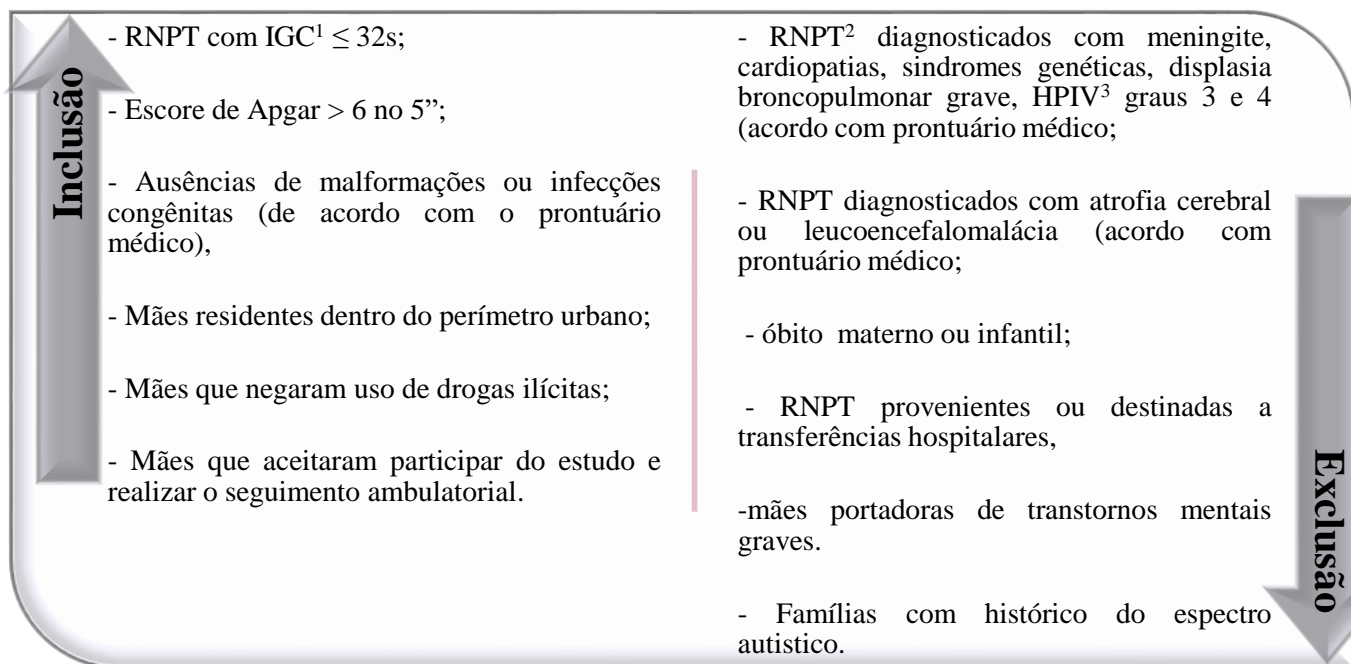 Inclusão
- RNPT com IGC¹ ≤ 32s;
- Escore de Apgar > 6 no 5”;
- Ausências de malformações ou infecções
congênitas (de acordo com o prontuário
médico),
- Mães residentes dentro do perímetro urbano;
- Mães que negaram uso de drogas ilícitas;
- Mães que aceitaram participar do estudo e
realizar o seguimento ambulatorial.
- RNPT² diagnosticados com meningite,
cardiopatias, sindromes genéticas, displasia
broncopulmonar grave, HPIV³ graus 3 e 4
(acordo com prontuário médico;
- RNPT diagnosticados com atrofia cerebral
ou leucoencefalomalácia (acordo com
prontuário médico;
- óbito materno ou infantil;
- RNPT provenientes ou destinadas a
transferências hospitalares,
-mães portadoras de transtornos mentais
graves.
- Famílias com histórico do espectro
autistico.
Exclusão